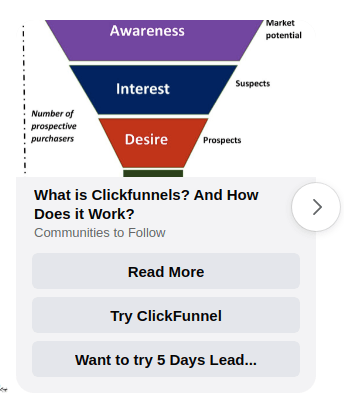 Awareness
Market
potential
Interest
Suspects
Number of
prospective
purchasers
Desire
Prospects
What is Clickfunnels? And How
Does it Work?
Communities to Follow
Read More
Try ClickFunnel
Want to try 5 Days Lead...